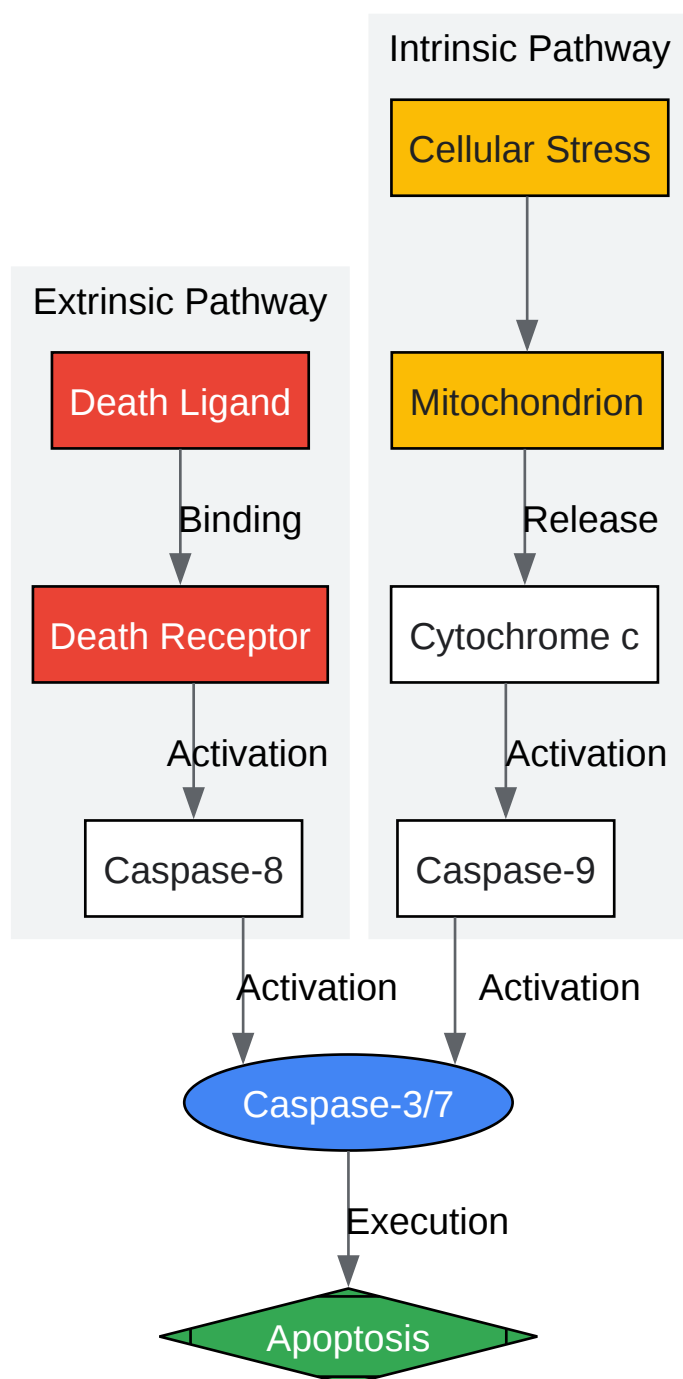 Intrinsic Pathway
Cellular Stress
Extrinsic Pathway
Death Ligand
Mitochondrion
Binding
Release
Death Receptor
Cytochrome c
Activation
Activation
Caspase-8
Caspase-9
Activation
Activation
Caspase-3/7
Execution
Apoptosis